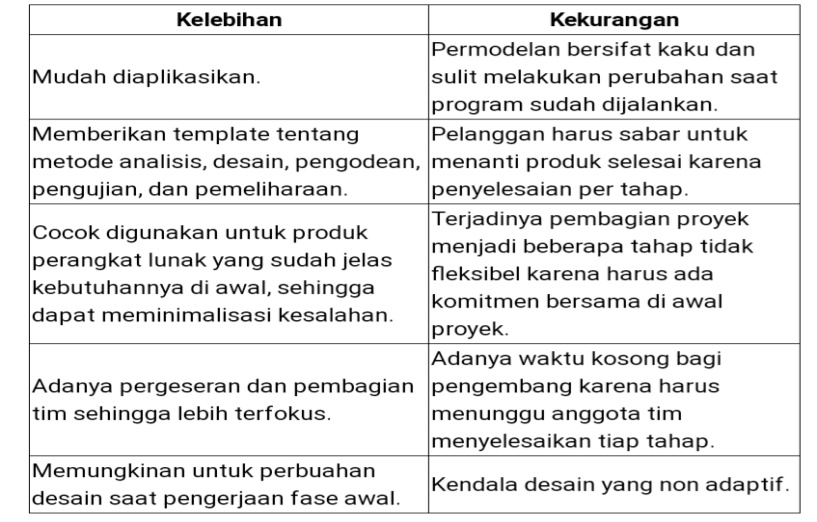 Kelebihan
Kekurangan
Mudah diaplikasikan.
Permodelan bersifat kaku dan
sulit melakukan perubahan saat
program sudah dijalankan.
Memberikan template tentang
metode analisis, desain, pengodean,
pengujian, dan pemeliharaan.
Pelanggan harus sabar untuk
menanti produk selesai karena
penyelesaian per tahap.
Cocok digunakan untuk produk
perangkat lunak yang sudah jelas
kebutuhannya di awal, sehingga
dapat meminimalisasi kesalahan.
Terjadinya pembagian proyek
menjadi beberapa tahap tidak
fleksibel karena harus ada
komitmen bersama di awal
proyek.
Adanya pergeseran dan pembagian
tim sehingga lebih terfokus.
Adanya waktu kosong bagi
pengembang karena harus
menunggu anggota tim
menyelesaikan tiap tahap.
Memungkinan untuk perbuahan
desain saat pengerjaan fase awal.
Kendala desain yang non adaptif.